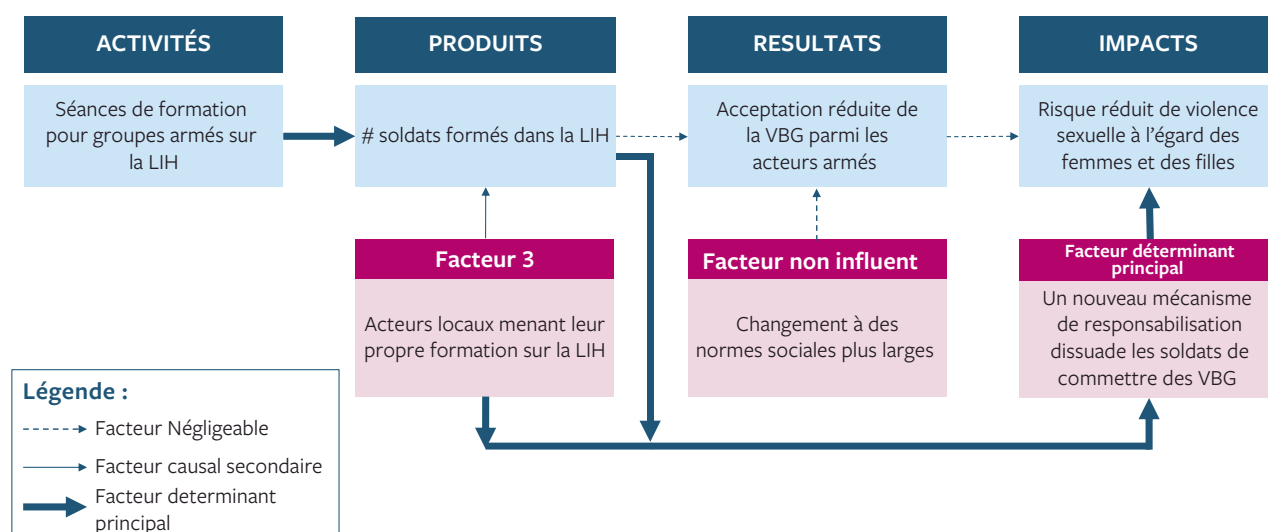 ACTIVITÉS
PRODUITS
RESULTATS
IMPACTS
Séances de formation
pour groupes armés sur
la LIH
# soldats formés dans la LIH
Acceptation réduite de
la VBG parmi les
acteurs armés
Risque réduit de violence
sexuelle à l’égard des
femmes et des filles
Facteur 3
Acteurs locaux menant leur
propre formation sur la LIH
Facteur non influent
Changement à des
normes sociales plus larges
Facteur déterminant
principal
Un nouveau mécanisme
de responsabilisation
dissuade les soldats de
commettre des VBG
Légende :
Facteur Négligeable
Facteur causal secondaire
Facteur determinant
principal